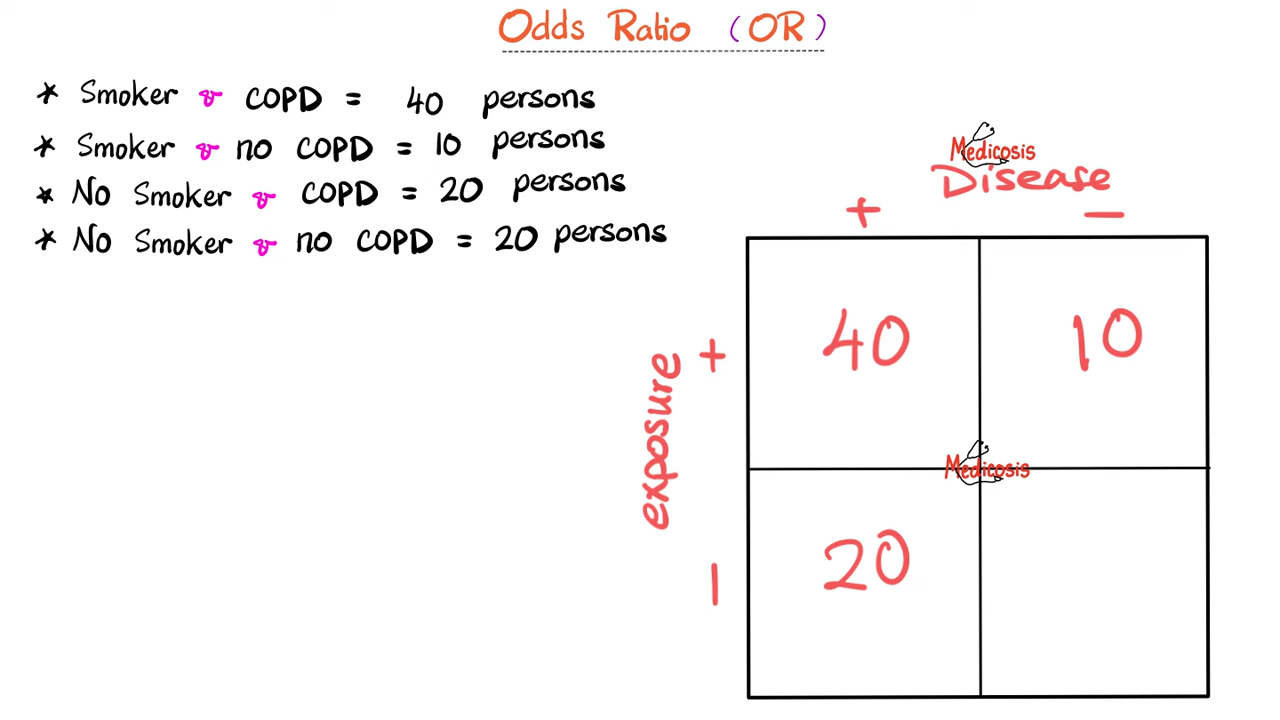 Odds Ratio (OR)
* Smoker & COPD = 40 persons
* Smoker & no COPD = 10 persons
* No Smoker & COPD = 20 persons
* No Smoker & no COPD = 20 persons
Medicosis
Disease
+ −
exposure
+ 40 10
Medicosis
− 20